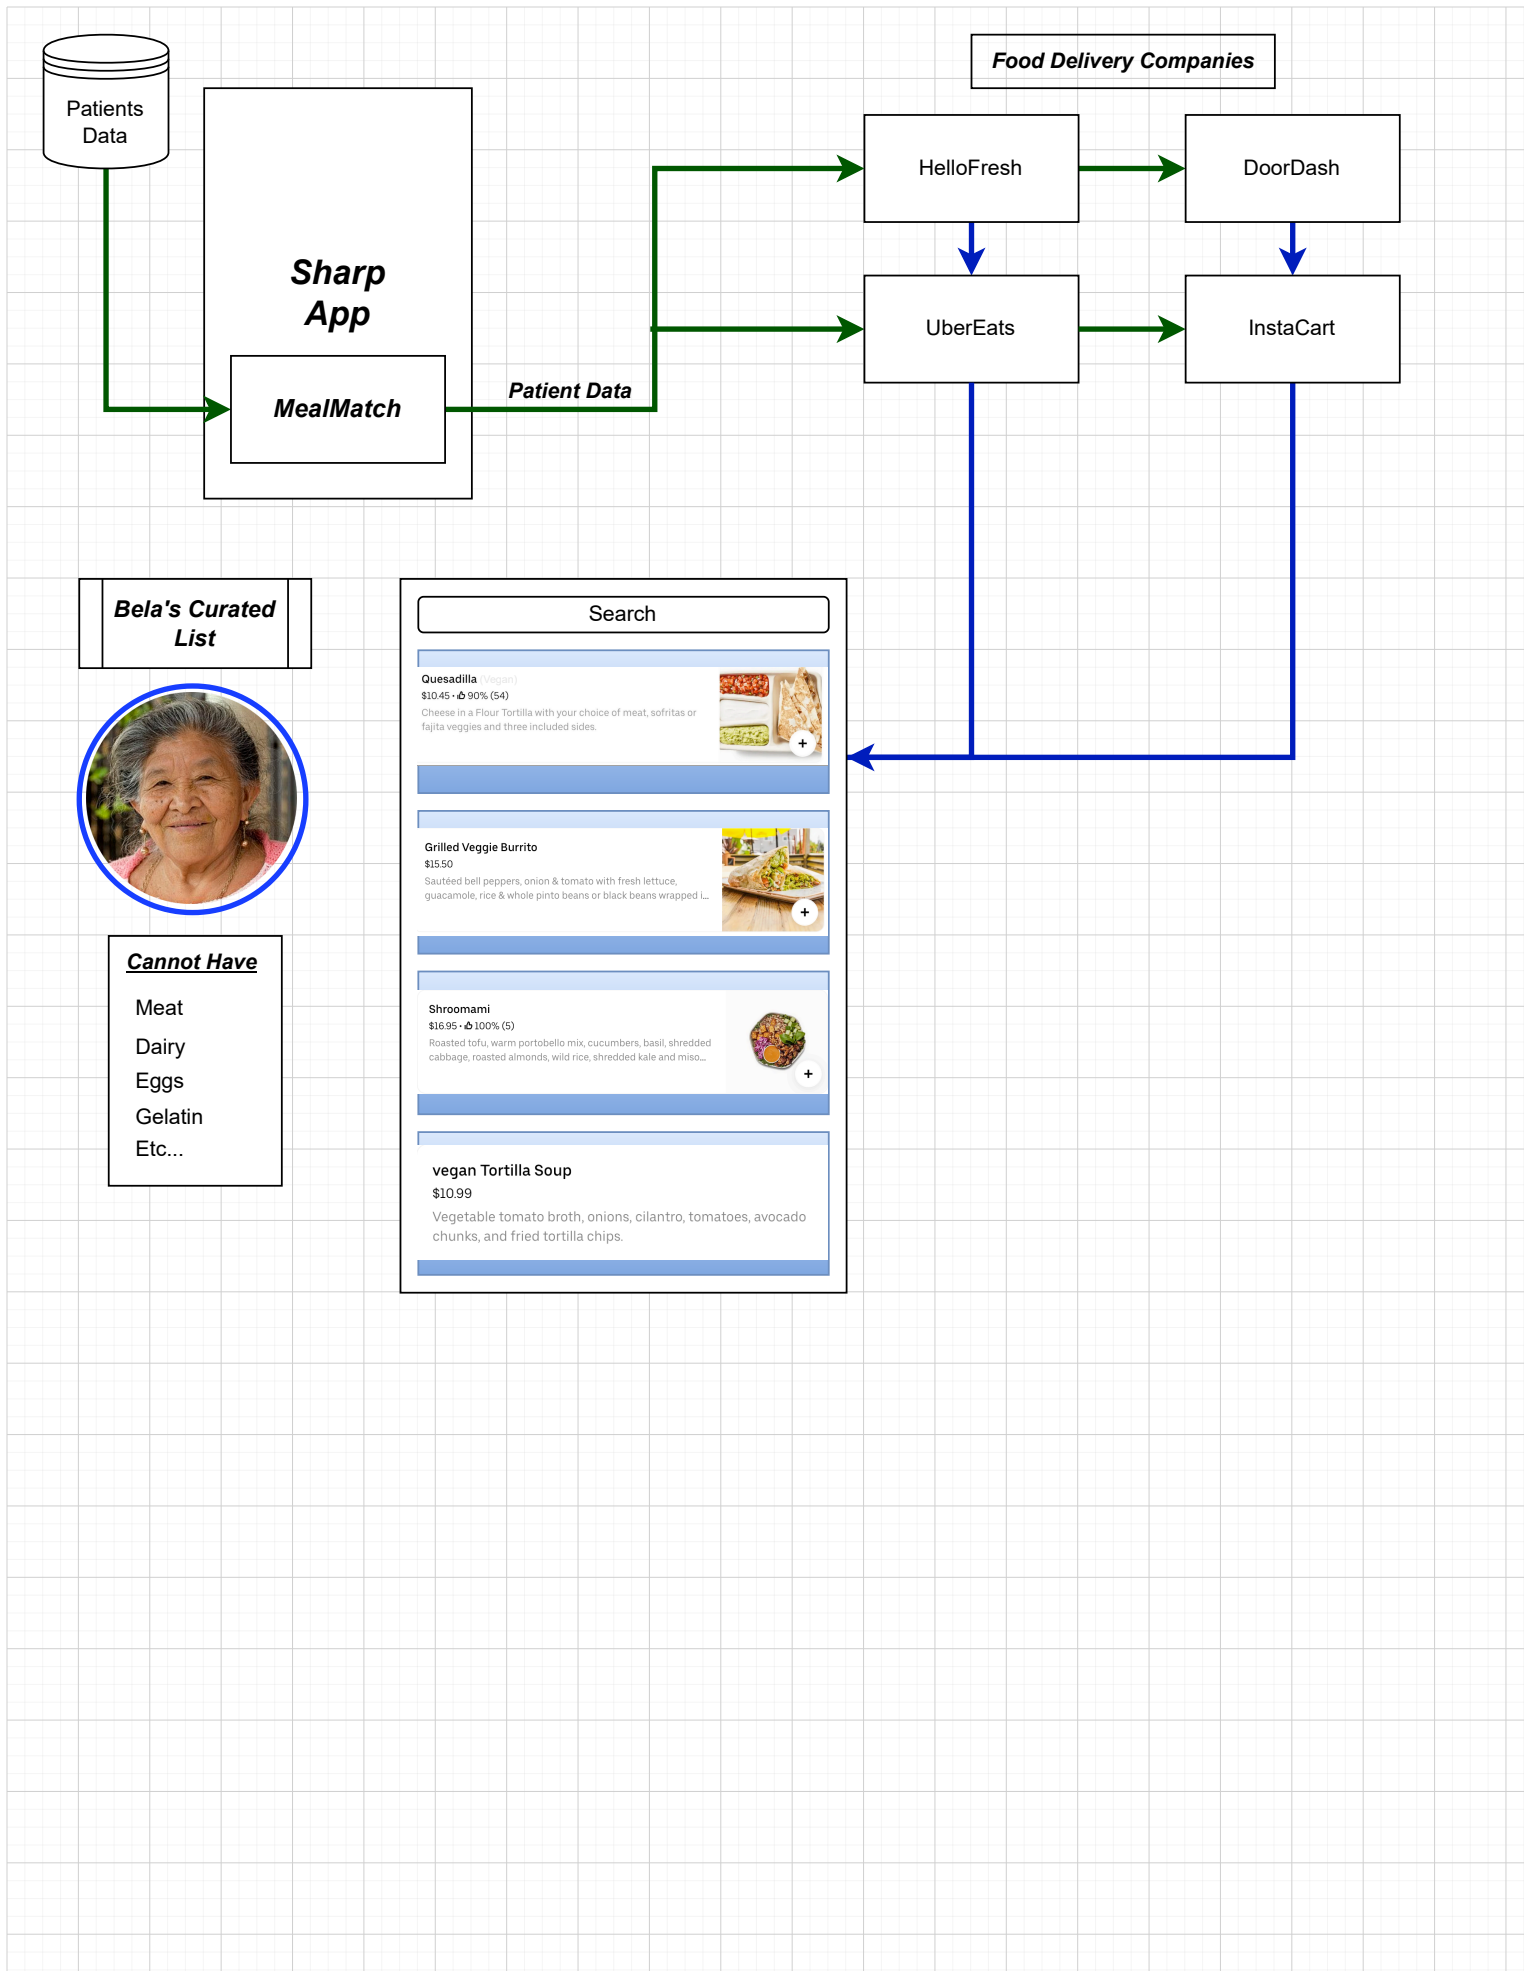 Patients
Data
Food Delivery Companies
HelloFresh
DoorDash
Sharp
App
UberEats
InstaCart
Patient Data
MealMatch
Bela's Curated
List
Search
Quesadilla (Vegan)
$10.45 • 90% (54)
Cheese in a Flour Tortilla with your choice of meat, sofritas or
fajita veggies and three included sides.
+
Grilled Veggie Burrito
$15.50
Sautéed bell peppers, onion & tomato with fresh lettuce,
guacamole, rice & whole pinto beans or black beans wrapped i...
+
Cannot Have
Meat
Dairy
Eggs
Gelatin
Etc...
Shroomami
$16.95 • 100% (5)
Roasted tofu, warm portobello mix, cucumbers, basil, shredded
cabbage, roasted almonds, wild rice, shredded kale and miso...
+
vegan Tortilla Soup
$10.99
Vegetable tomato broth, onions, cilantro, tomatoes, avocado
chunks, and fried tortilla chips.